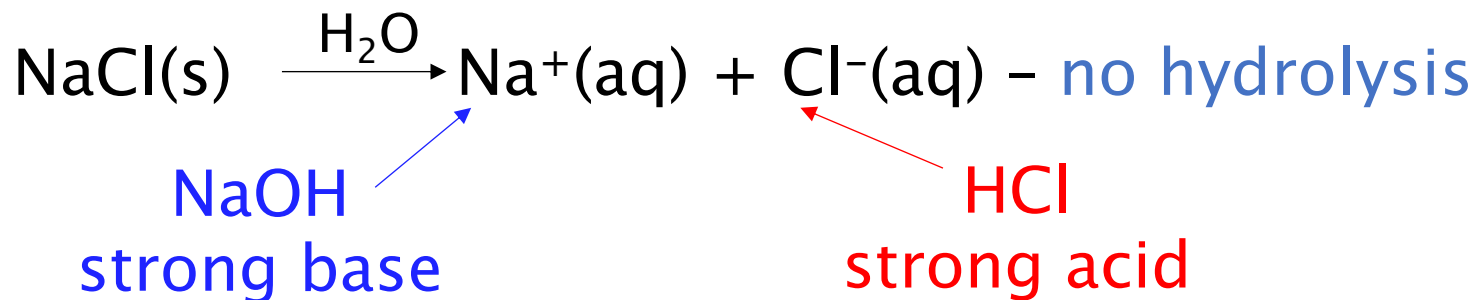 H₂O
NaCl(s) → Na⁺(aq) + Cl⁻(aq) – no hydrolysis
NaOH HCl
strong base strong acid